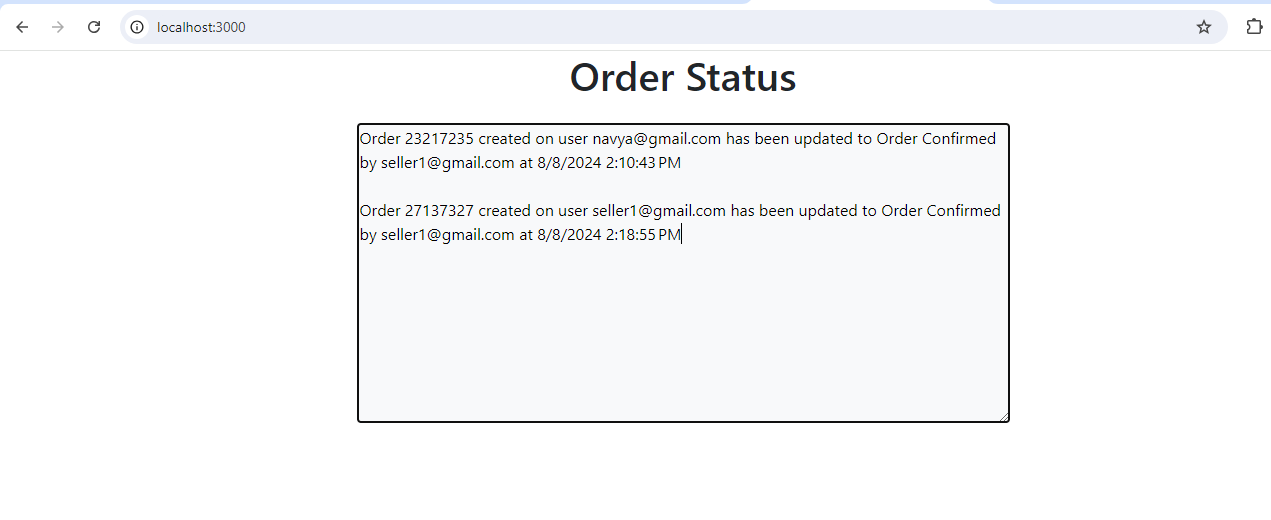 localhost:3000
Order Status
Order 23217235 created on user navya@gmail.com has been updated to Order Confirmed
by seller1@gmail.com at 8/8/2024 2:10:43 PM
Order 27137327 created on user seller1@gmail.com has been updated to Order Confirmed
by seller1@gmail.com at 8/8/2024 2:18:55 PM